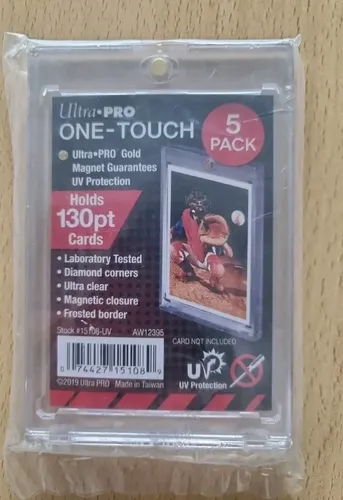 Ultra•PRO
ONE-TOUCH
5
PACK
Ultra•PRO Gold
Magnet Guarantees
UV Protection
Holds
130pt
Cards
• Laboratory Tested
• Diamond corners
• Ultra clear
• Magnetic closure
• Frosted border
Stock #15108-UV
AW12395
CARD NOT INCLUDED
0 74427 15108 9
UV
UV Protection
©2019 Ultra PRO Made in Taiwan